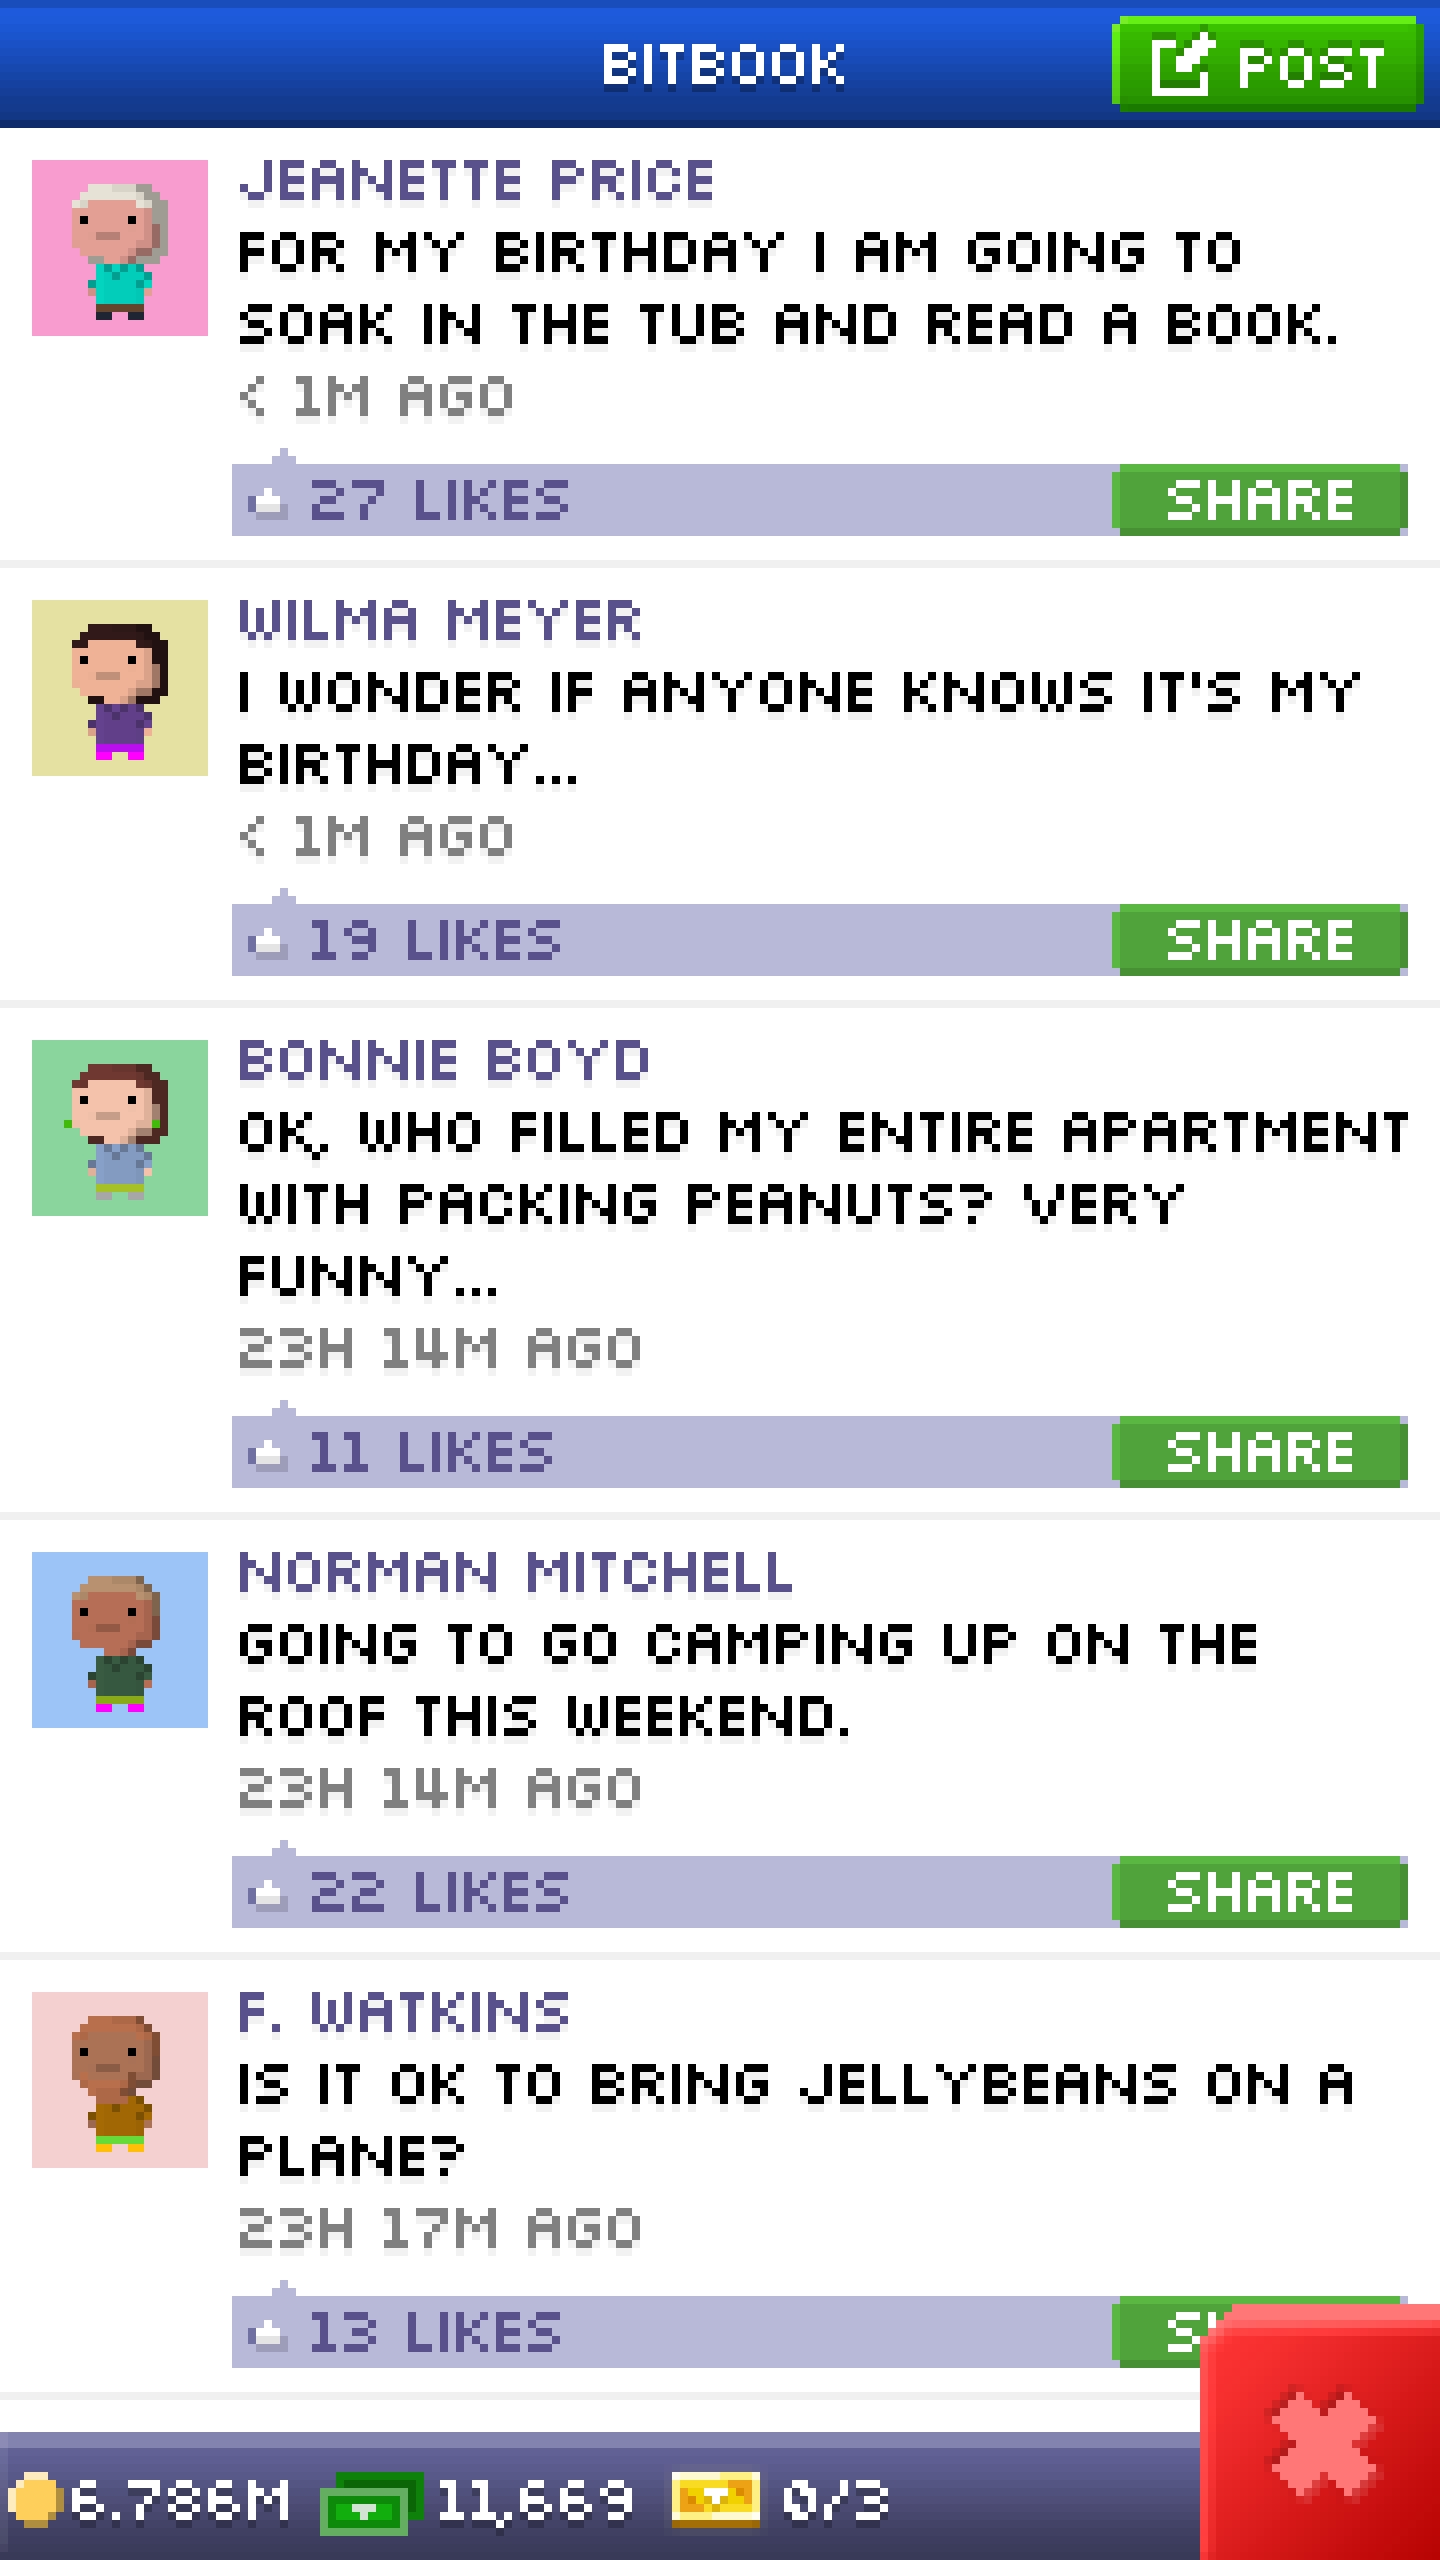 BITBOOK
POST
JEANETTE PRICE
FOR MY BIRTHDAY I AM GOING TO
SOAK IN THE TUB AND READ A BOOK.
< 1M AGO
27 LIKES
SHARE
WILMA MEYER
I WONDER IF ANYONE KNOWS IT'S MY
BIRTHDAY...
< 1M AGO
19 LIKES
SHARE
BONNIE BOYD
OK, WHO FILLED MY ENTIRE APARTMENT
WITH PACKING PEANUTS? VERY
FUNNY...
23H 14M AGO
11 LIKES
SHARE
NORMAN MITCHELL
GOING TO GO CAMPING UP ON THE
ROOF THIS WEEKEND.
23H 14M AGO
22 LIKES
SHARE
F. WATKINS
IS IT OK TO BRING JELLYBEANS ON A
PLANE?
23H 17M AGO
13 LIKES
6.786M
11,669
0/3